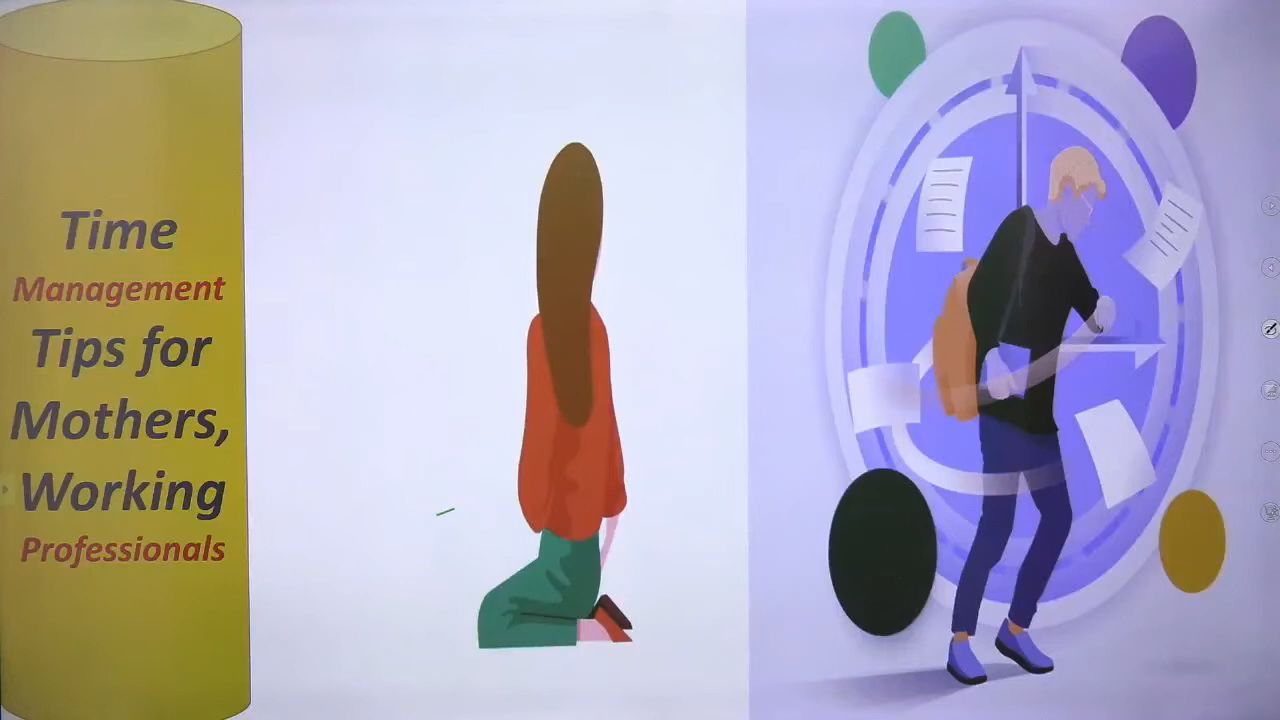 Time
Management
Tips for
Mothers,
Working
Professionals